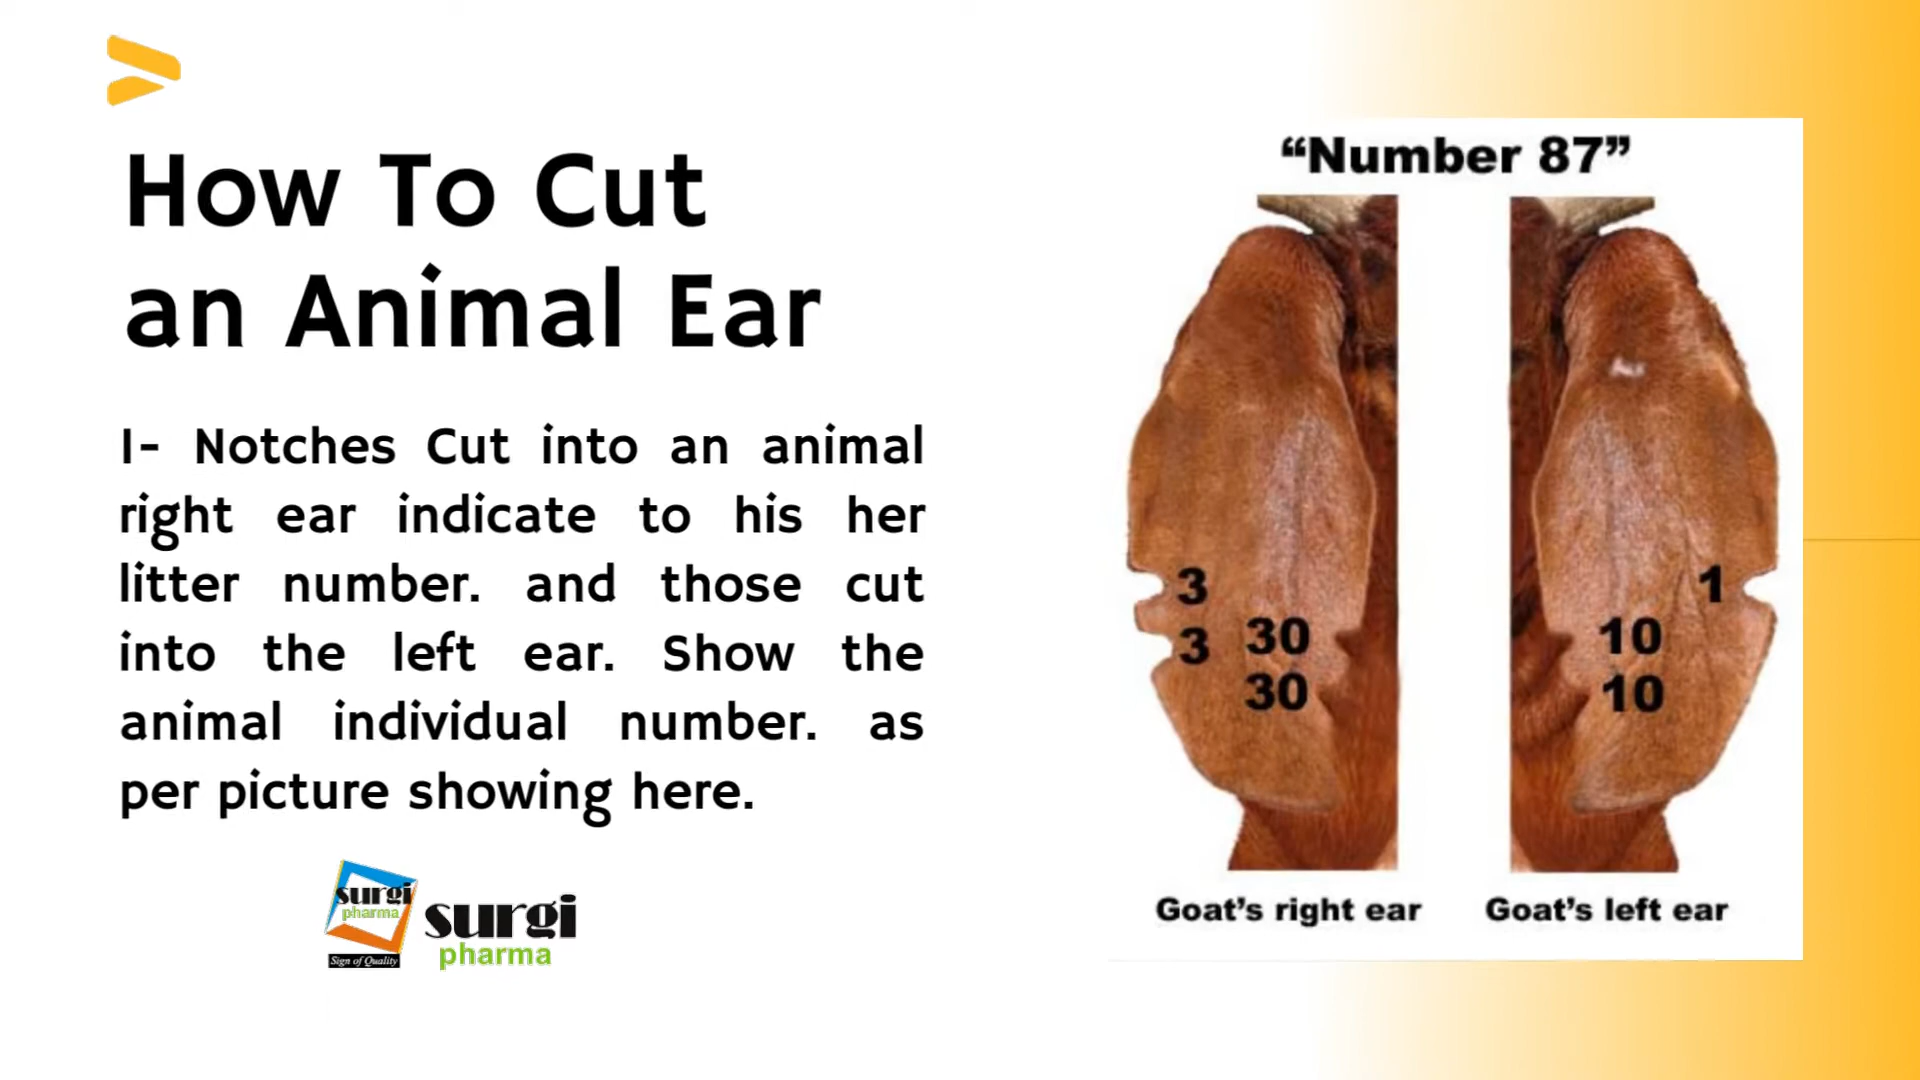 How To Cut
an Animal Ear
1- Notches Cut into an animal
right ear indicate to his her
litter number. and those cut
into the left ear. Show the
animal individual number. as
per picture showing here.
surgi
pharma
Sign of Quality
surgi
pharma
“Number 87”
3
3
30
30
1
10
10
Goat’s right ear
Goat’s left ear